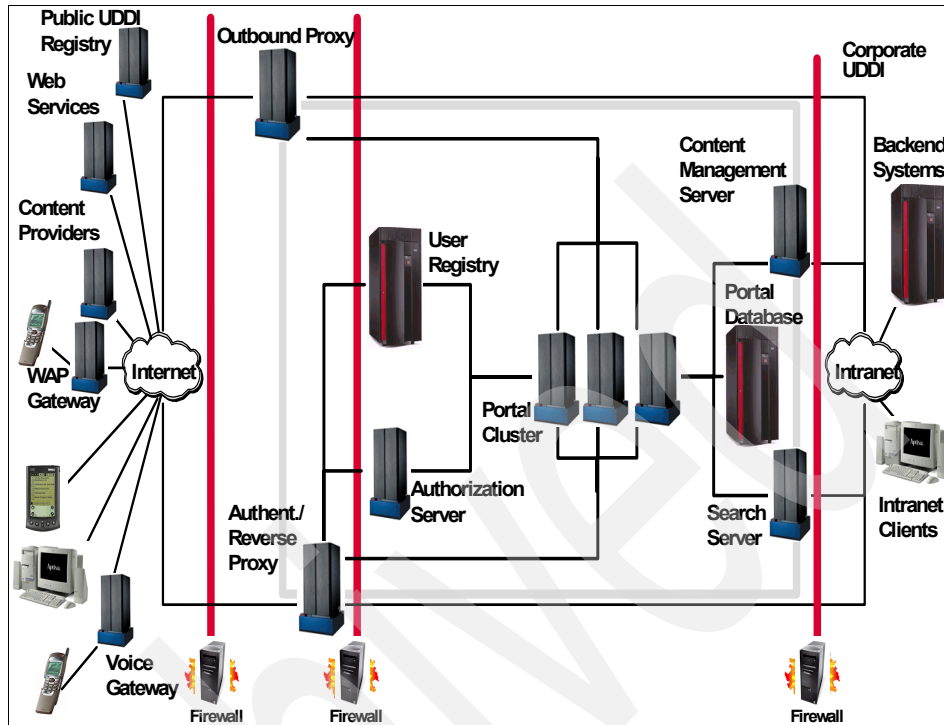 Public UDDI
Registry
Outbound Proxy
Corporate
UDDI
Web
Services
Content
Management
Server
Backend
Systems
Content
Providers
User
Registry
Portal
Database
WAP
Gateway
Internet
Intranet
Portal
Cluster
Authorization
Server
Authent./
Reverse
Proxy
Search
Server
Intranet
Clients
Voice
Gateway
Firewall
Firewall
Firewall